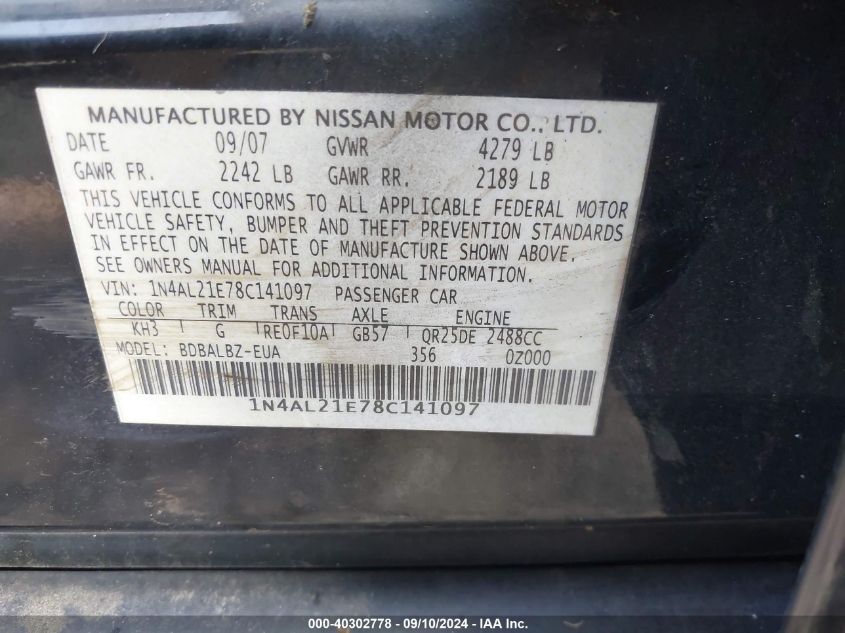 MANUFACTURED BY NISSAN MOTOR CO., LTD.
DATE 09/07 GVWR 4279 LB
GAWR FR. 2242 LB GAWR RR. 2189 LB
THIS VEHICLE CONFORMS TO ALL APPLICABLE FEDERAL MOTOR
VEHICLE SAFETY, BUMPER AND THEFT PREVENTION STANDARDS
IN EFFECT ON THE DATE OF MANUFACTURE SHOWN ABOVE.
SEE OWNERS MANUAL FOR ADDITIONAL INFORMATION.
VIN: 1N4AL21E78C141097 PASSENGER CAR
COLOR TRIM TRANS AXLE ENGINE
KH3 G RE0F10A GB57 QR25DE 2488CC
MODEL: BDBALBZ-EUA 356 0Z000
1N4AL21E78C141097
000-40302778 - 09/10/2024 - IAA, Inc.